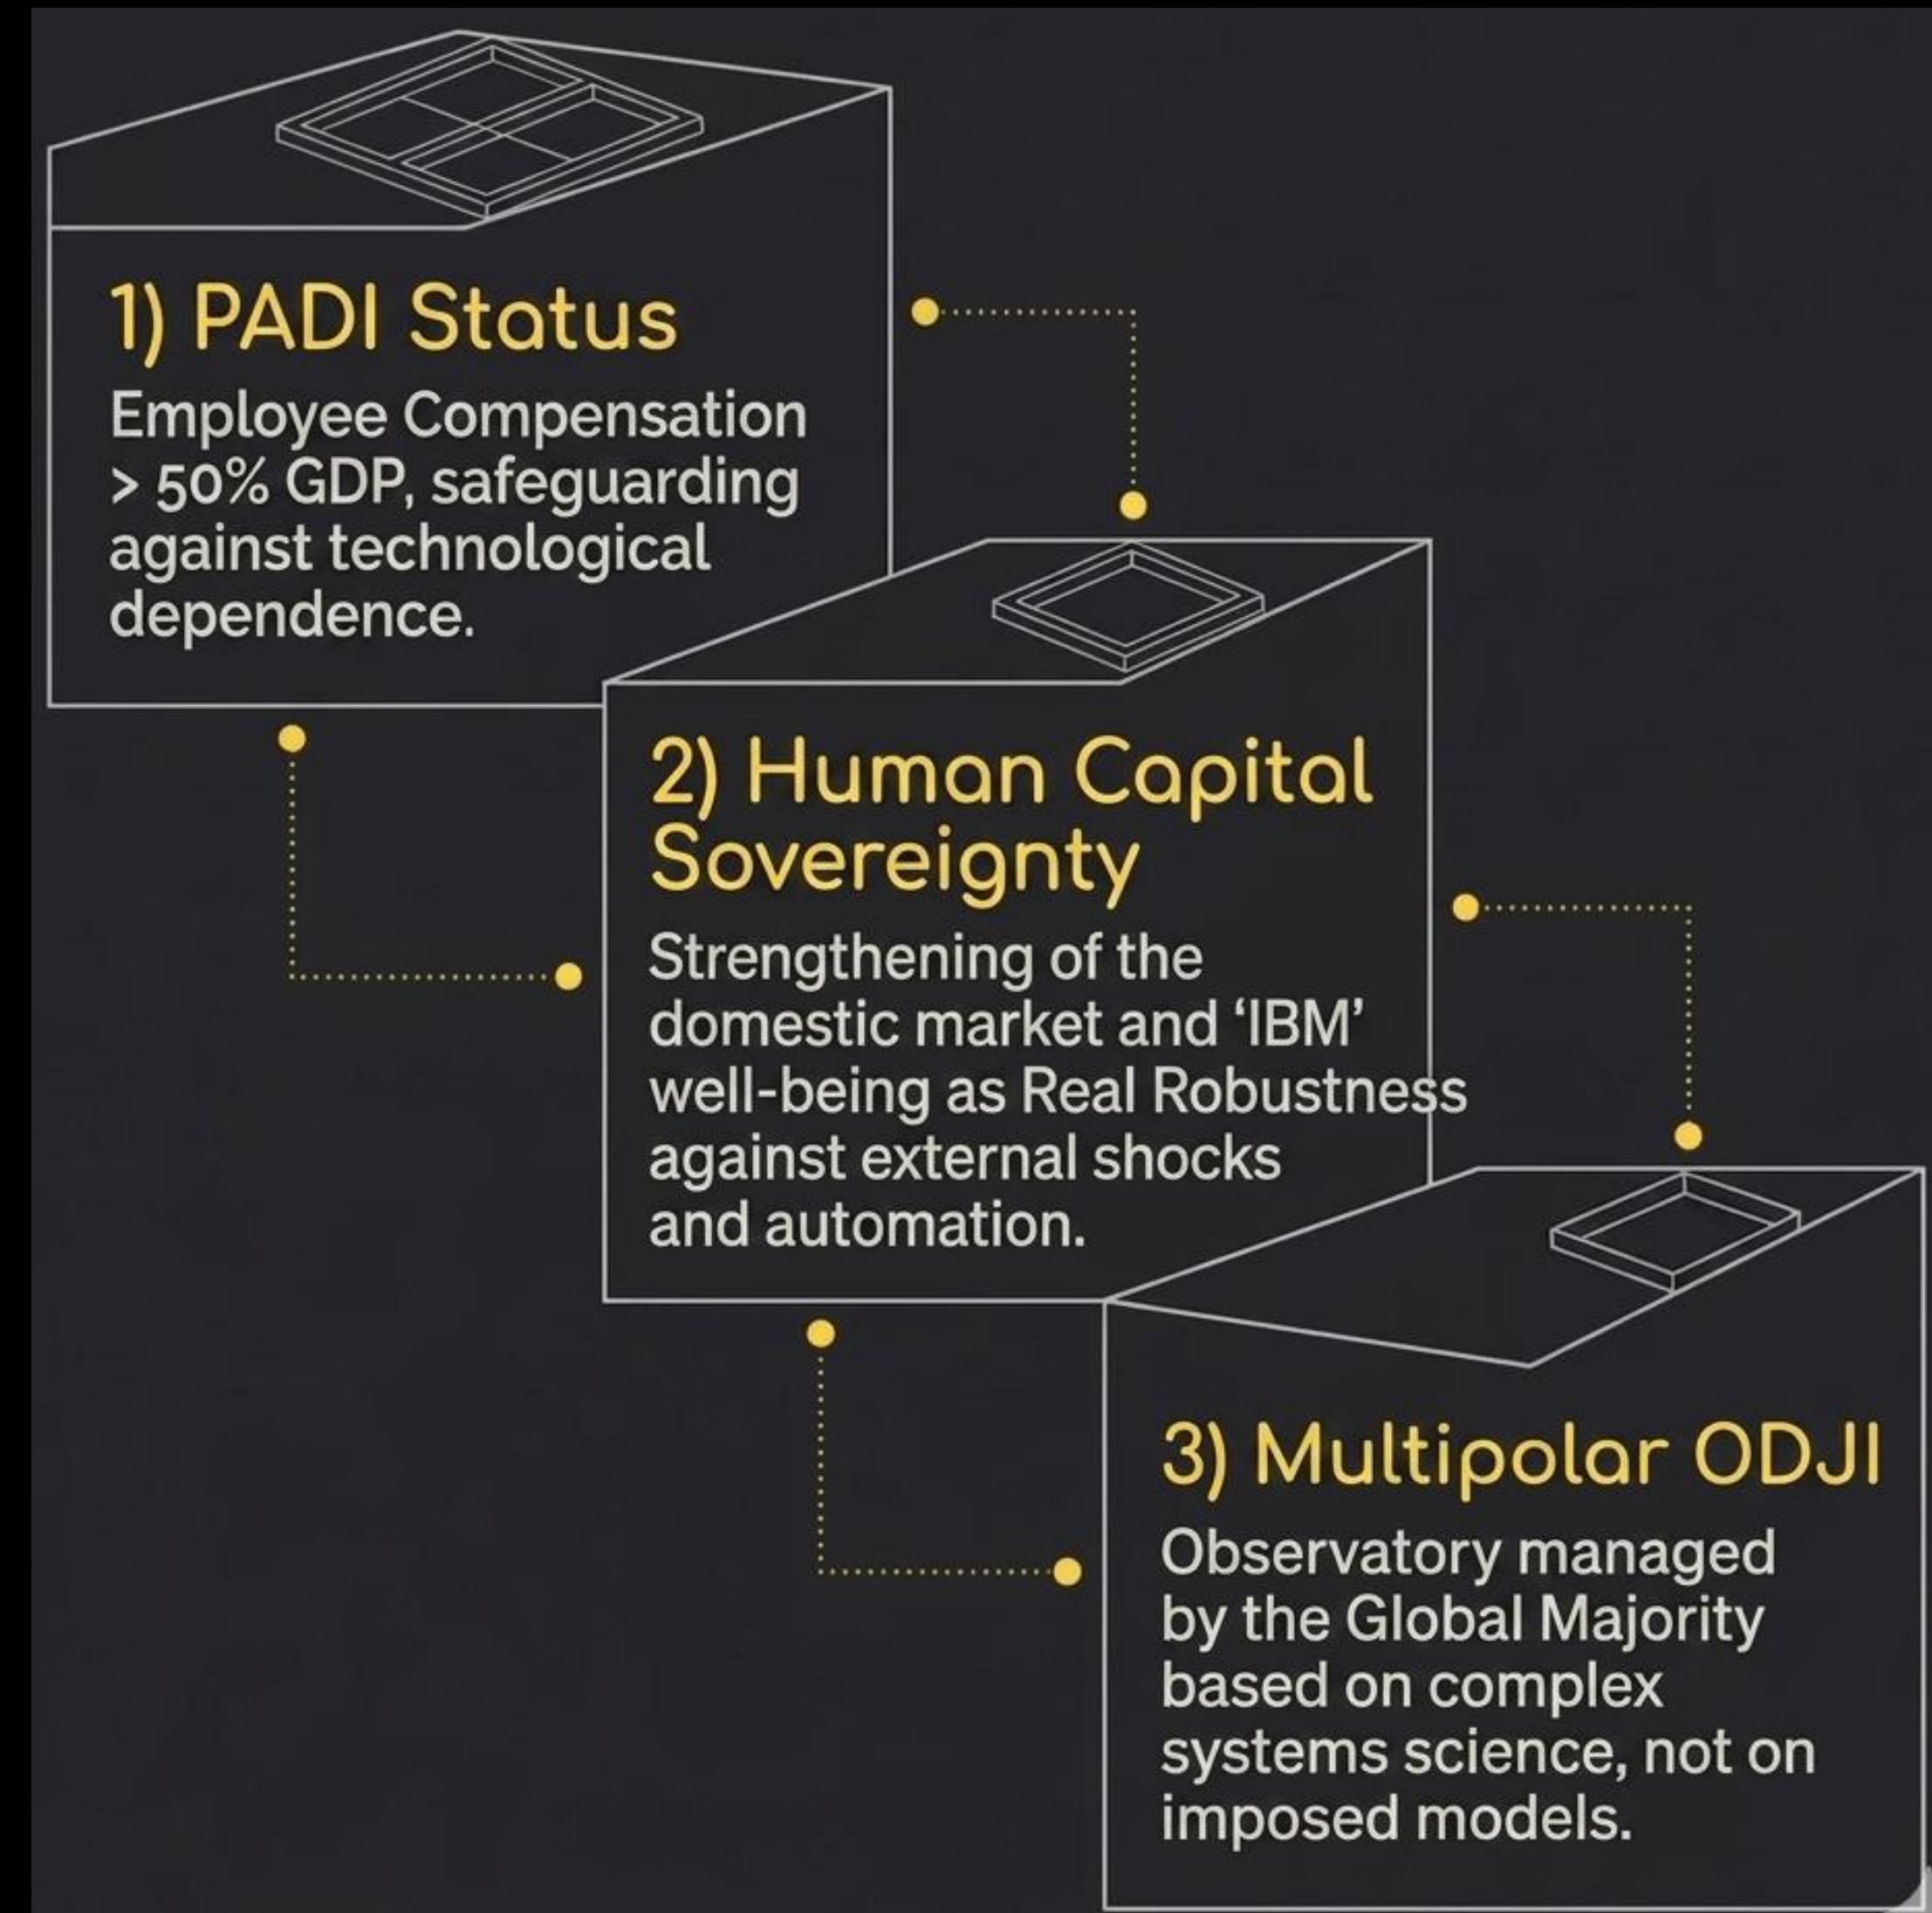 1) PADI Status
Employee Compensation
> 50% GDP, safeguarding
against technological
dependence.
2) Human Capital
Sovereignty
Strengthening of the
domestic market and ‘IBM’
well-being as Real Robustness
against external shocks
and automation.
3) Multipolar ODJI
Observatory managed
by the Global Majority
based on complex
systems science, not on
imposed models.